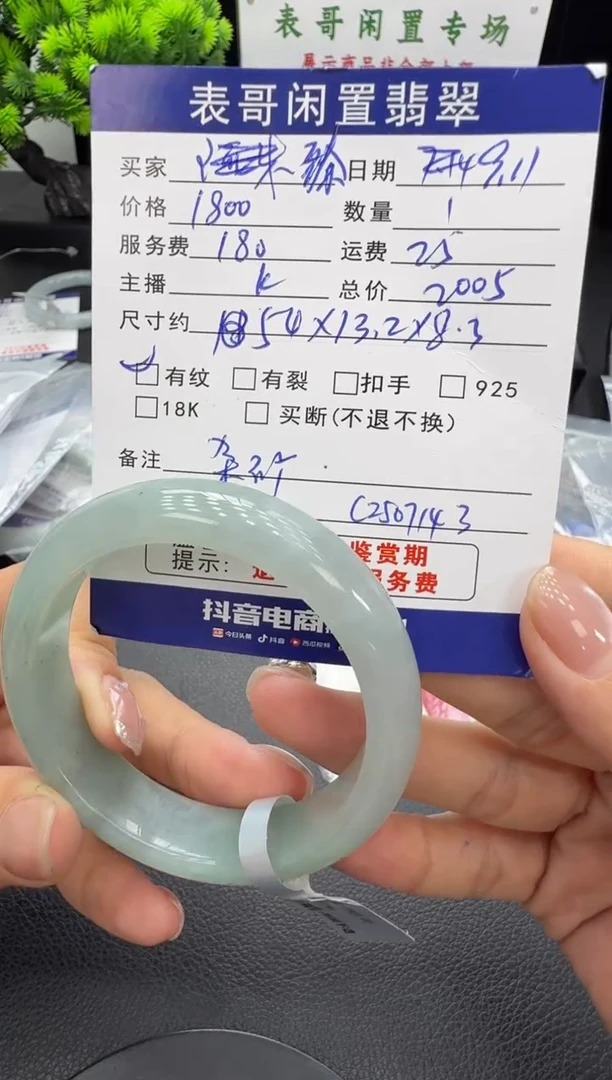 表哥闲置专场
表哥闲置翡翠
买家 日期 9.11
价格 1800 数量 1
服务费 180 运费 25
主播 K 总价 2005
尺寸约 54×13.2×8.3
有纹 有裂 扣手 925
18K 买断(不退不换)
备注
C250714 3
鉴赏期
提示: 服务费
抖音电商
今日头条 抖音 西瓜视频